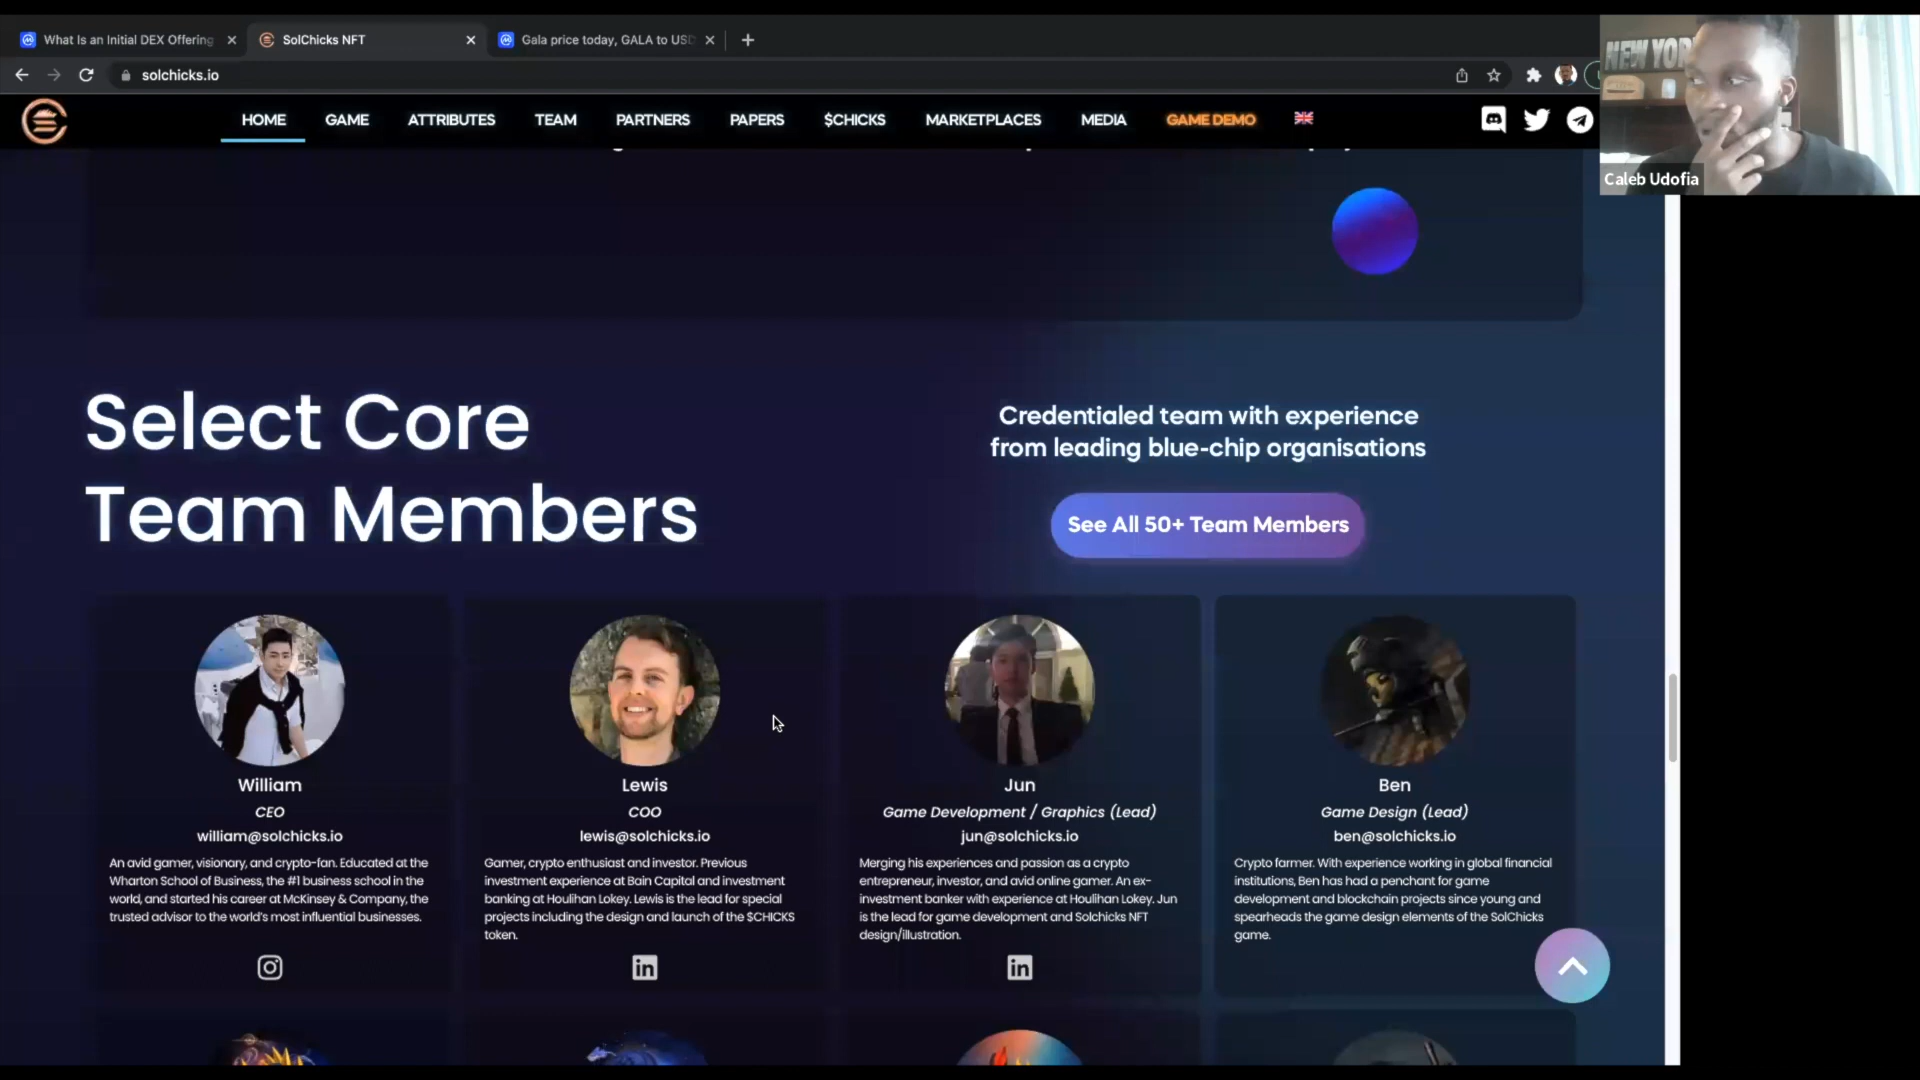 What Is an Initial DEX Offering
SolChicks NFT
Gala price today, GALA to USD
solchicks.io
NEW YOR
HOME
GAME
ATTRIBUTES
TEAM
PARTNERS
PAPERS
$CHICKS
MARKETPLACES
MEDIA
GAME DEMO
Caleb Udofia
Select Core
Team Members
Credentialed team with experience
from leading blue-chip organisations
See All 50+ Team Members
William
CEO
william@solchicks.io
An avid gamer, visionary, and crypto-fan. Educated at the
Wharton School of Business, the #1 business school in the
world, and started his career at McKinsey & Company, the
trusted advisor to the world's most influential businesses.
Lewis
COO
lewis@solchicks.io
Gamer, crypto enthusiast and investor. Previous
investment experience at Bain Capital and investment
banking at Houlihan Lokey. Lewis is the lead for special
projects including the design and launch of the $CHICKS
token.
in
Jun
Game Development / Graphics (Lead)
jun@solchicks.io
Merging his experiences and passion as a crypto
entrepreneur, investor, and avid online gamer. An ex-
investment banker with experience at Houlihan Lokey. Jun
is the lead for game development and Solchicks NFT
design/illustration.
in
Ben
Game Design (Lead)
ben@solchicks.io
Crypto farmer. With experience working in global financial
institutions, Ben has had a penchant for game
development and blockchain projects since young and
spearheads the game design elements of the SolChicks
game.